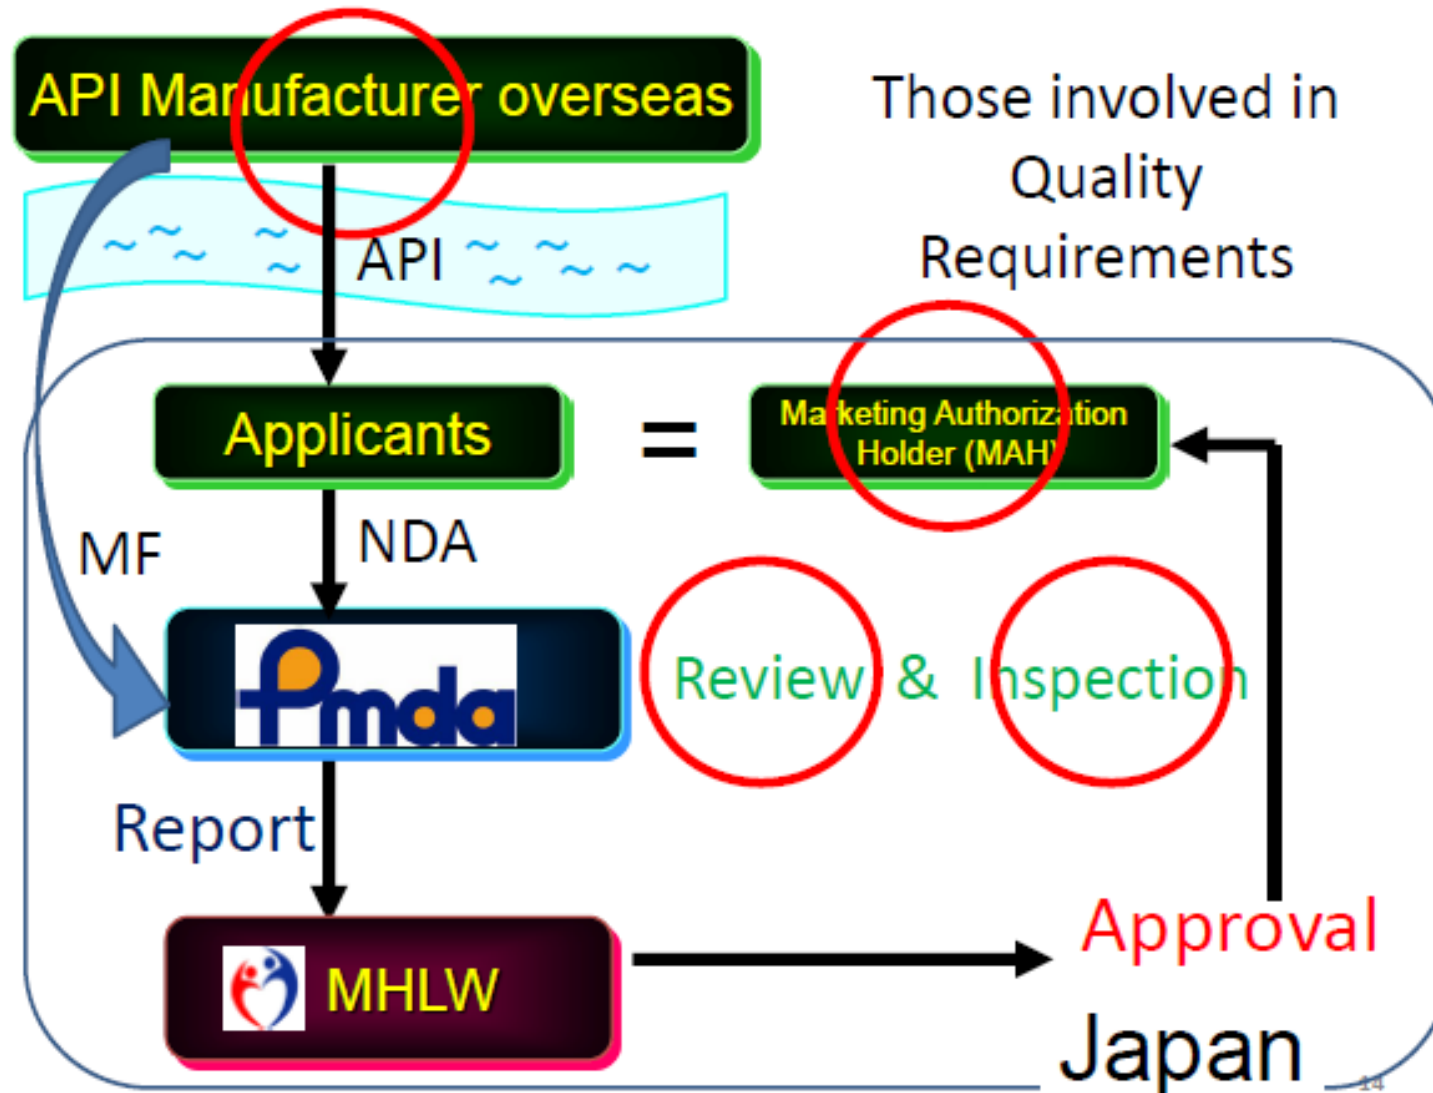 API Manufacturer overseas
Those involved in
Quality
Requirements
API
Applicants
=
Marketing Authorization
Holder (MAH)
MF
NDA
Pmda
Review & Inspection
Report
MHLW
Approval
Japan
14